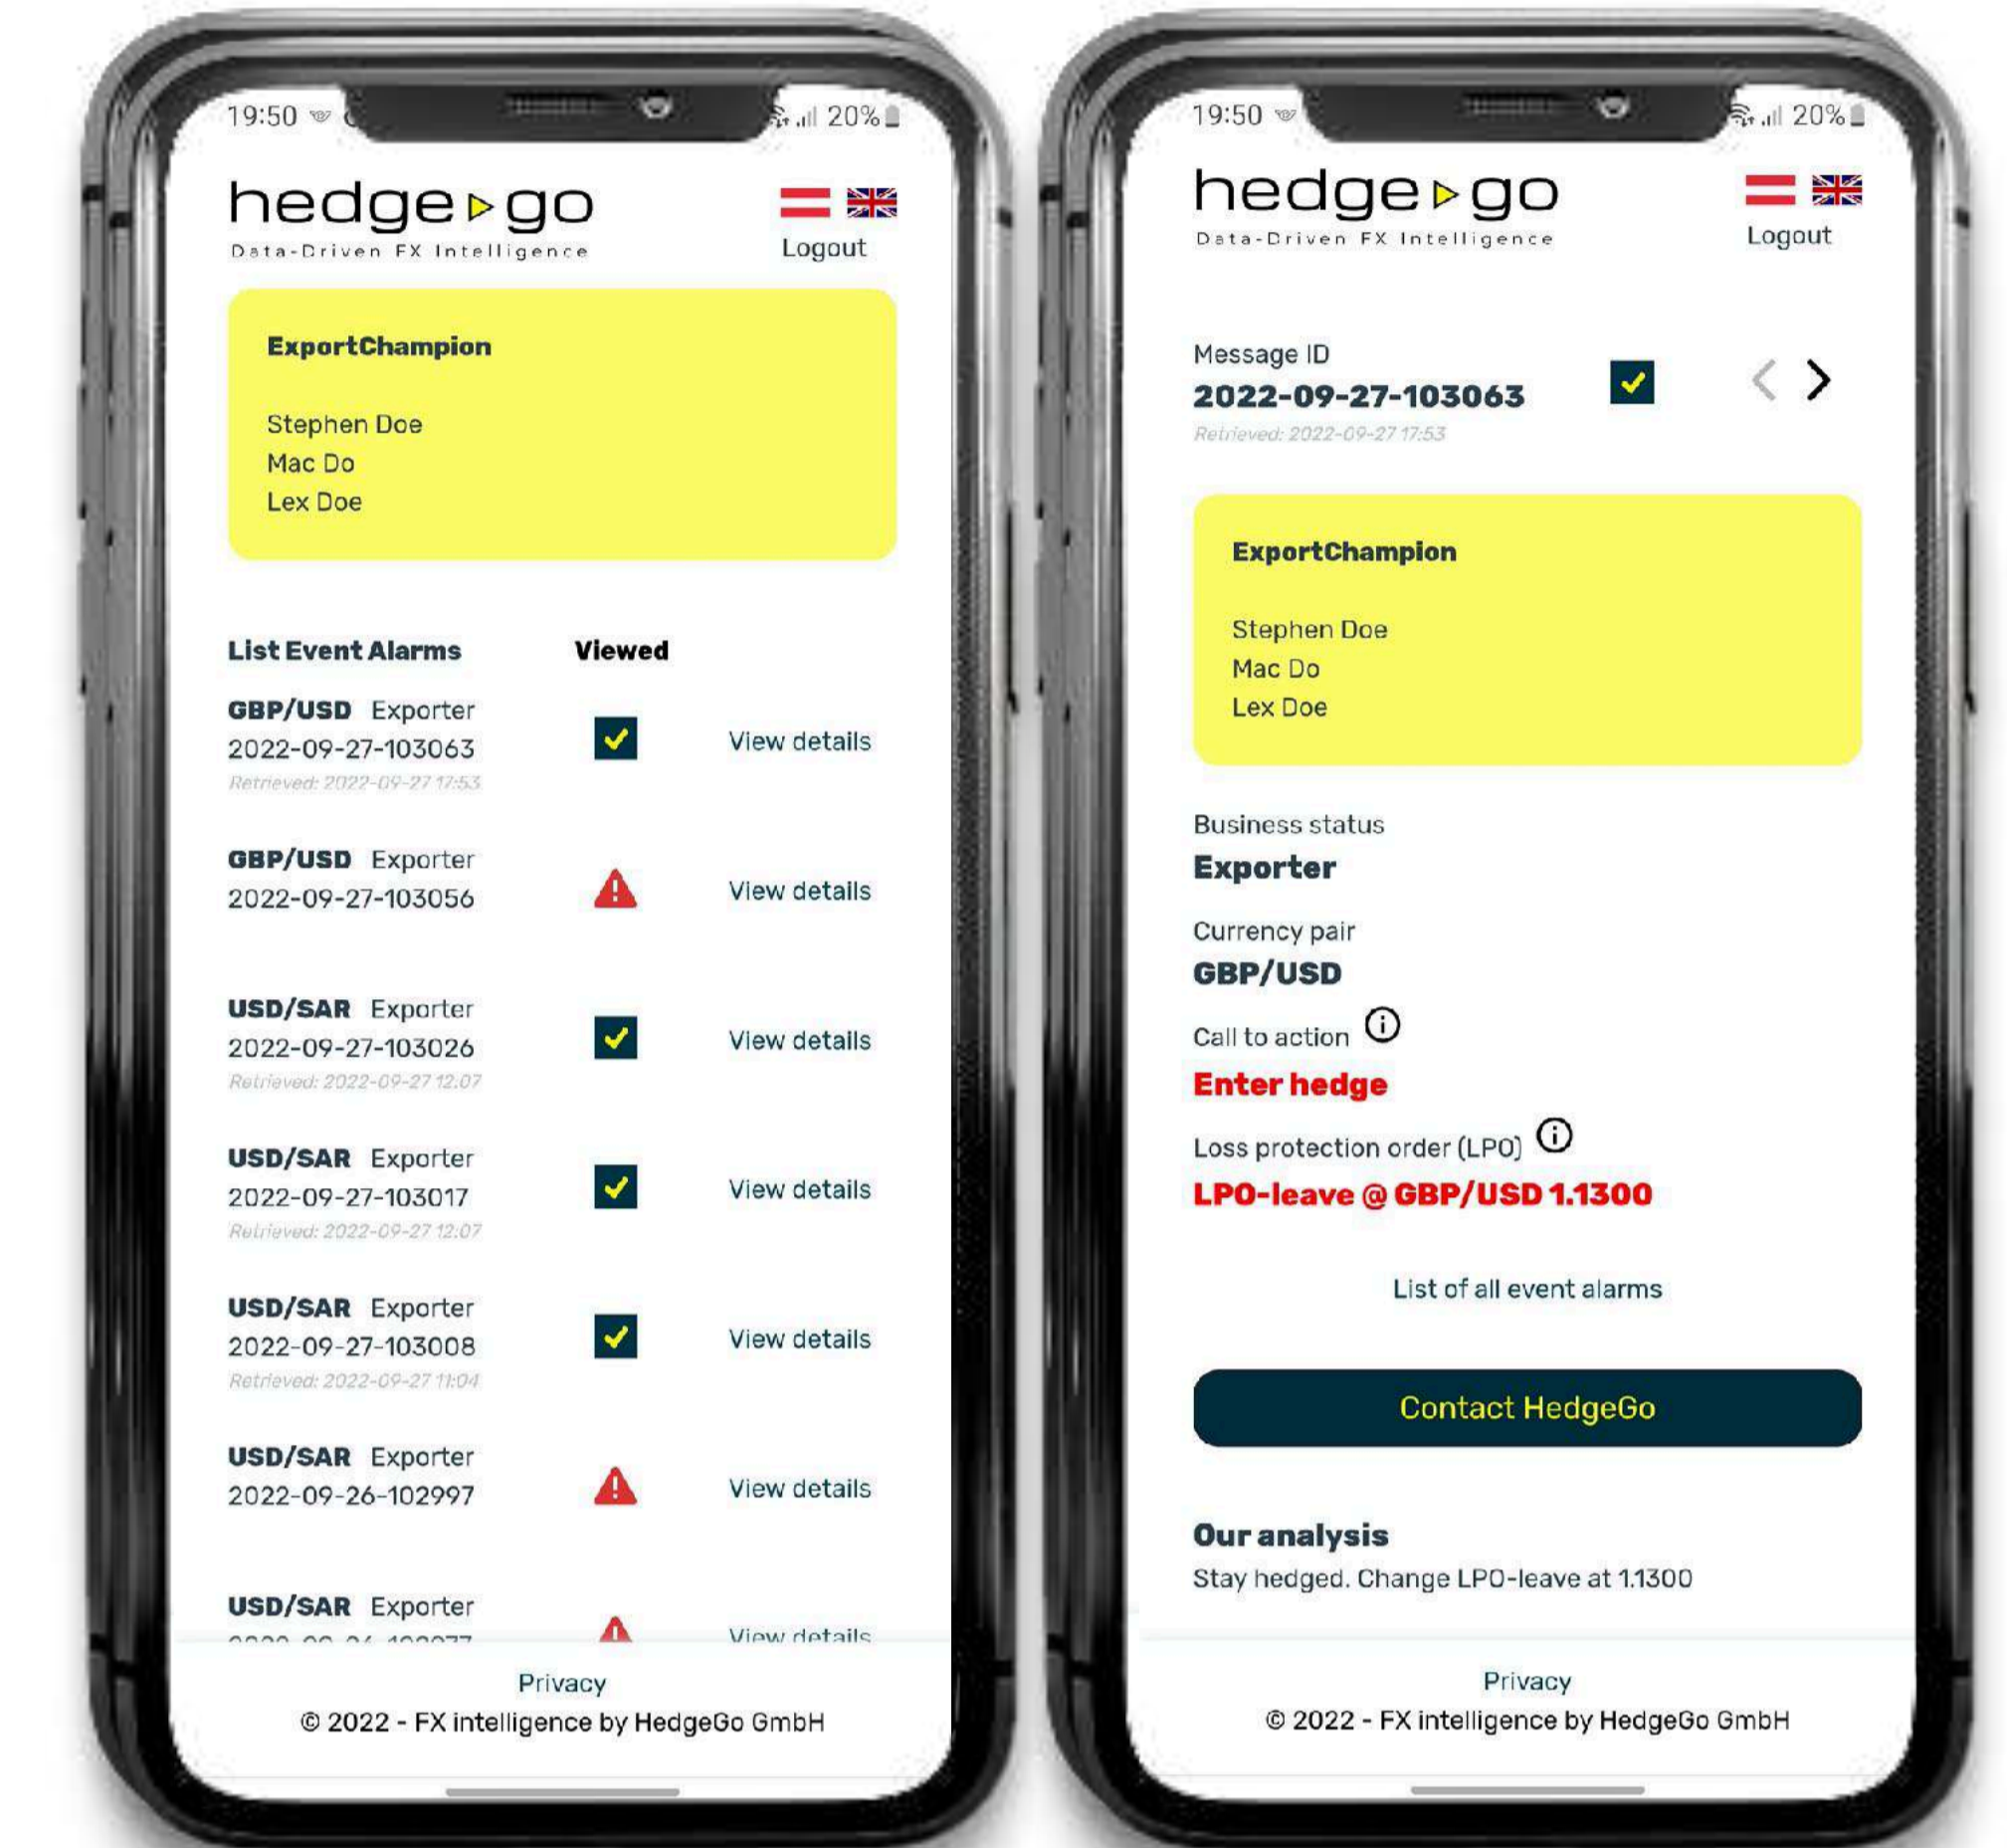 19:50
20%
hedge go
Data-Driven FX Intelligence
Logout
ExportChampion
Stephen Doe
Mac Do
Lex Doe
List Event Alarms Viewed
GBP/USD Exporter
2022-09-27-103063
View details
Retrieved: 2022-09-27 17:53
GBP/USD Exporter
2022-09-27-103056
View details
USD/SAR Exporter
2022-09-27-103026
View details
Retrieved: 2022-09-27 12:07
USD/SAR Exporter
2022-09-27-103017
View details
Retrieved: 2022-09-27 12:07
USD/SAR Exporter
2022-09-27-103008
View details
Retrieved: 2022-09-27 11:04
USD/SAR Exporter
2022-09-26-102997
View details
USD/SAR Exporter
View details
Privacy
© 2022 - FX intelligence by HedgeGo GmbH
19:50
20%
hedge go
Data-Driven FX Intelligence
Logout
Message ID
2022-09-27-103063
Retrieved: 2022-09-27 17:53
ExportChampion
Stephen Doe
Mac Do
Lex Doe
Business status
Exporter
Currency pair
GBP/USD
Call to action
Enter hedge
Loss protection order (LPO)
LPO-leave @ GBP/USD 1.1300
List of all event alarms
Contact HedgeGo
Our analysis
Stay hedged. Change LPO-leave at 1.1300
Privacy
© 2022 - FX intelligence by HedgeGo GmbH